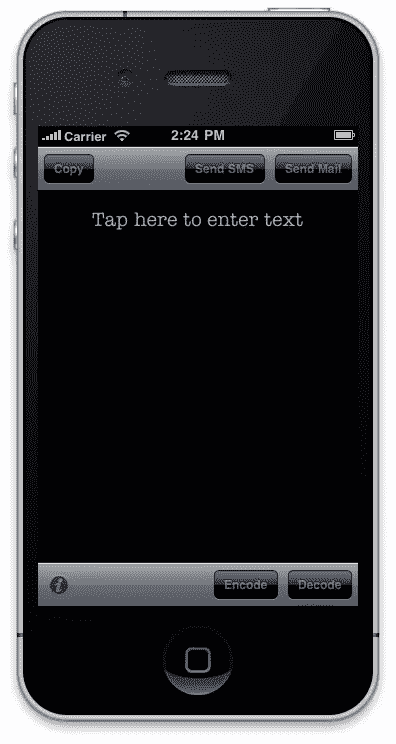 Carrier 2:24 PM
Copy Send SMS Send Mail
Tap here to enter text
Encode Decode